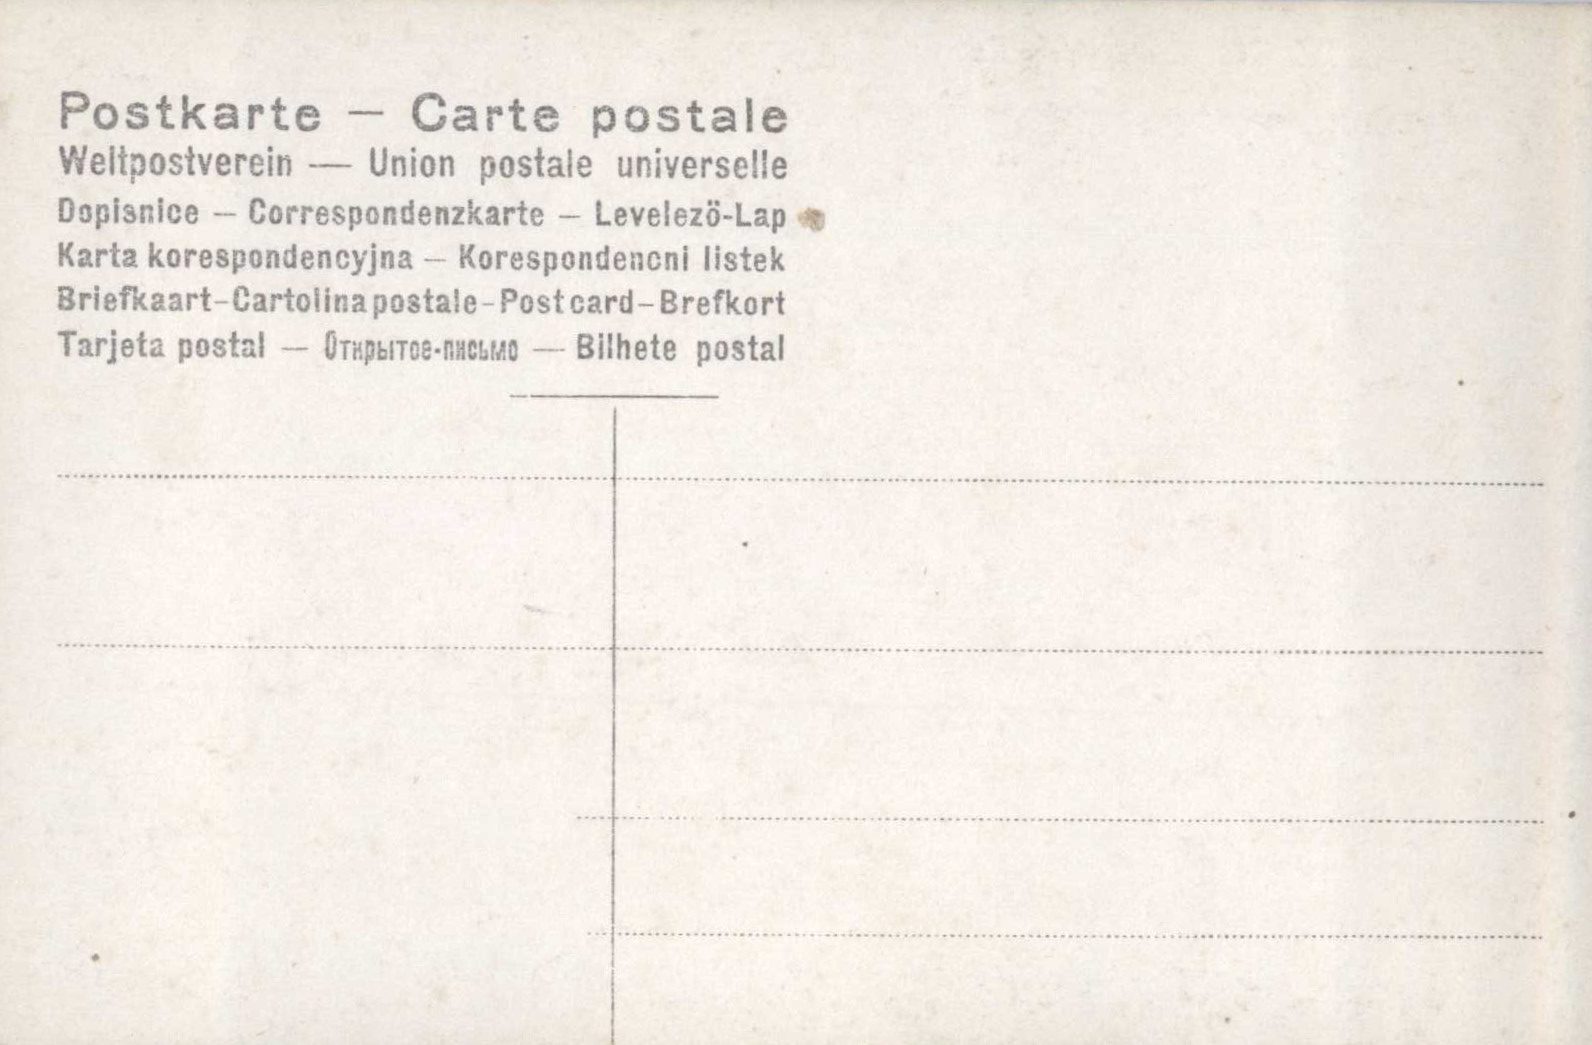 Postkarte — Carte postale
Weltpostverein — Union postale universelle
Dopisnice — Correspondenzkarte — Levelezö-Lap
Karta korespondencyjna — Korespondencni listek
Briefkaart-Cartolina postale-Post card-Brefkort
Tarjeta postal — Открытое-письмо — Bilhete postal